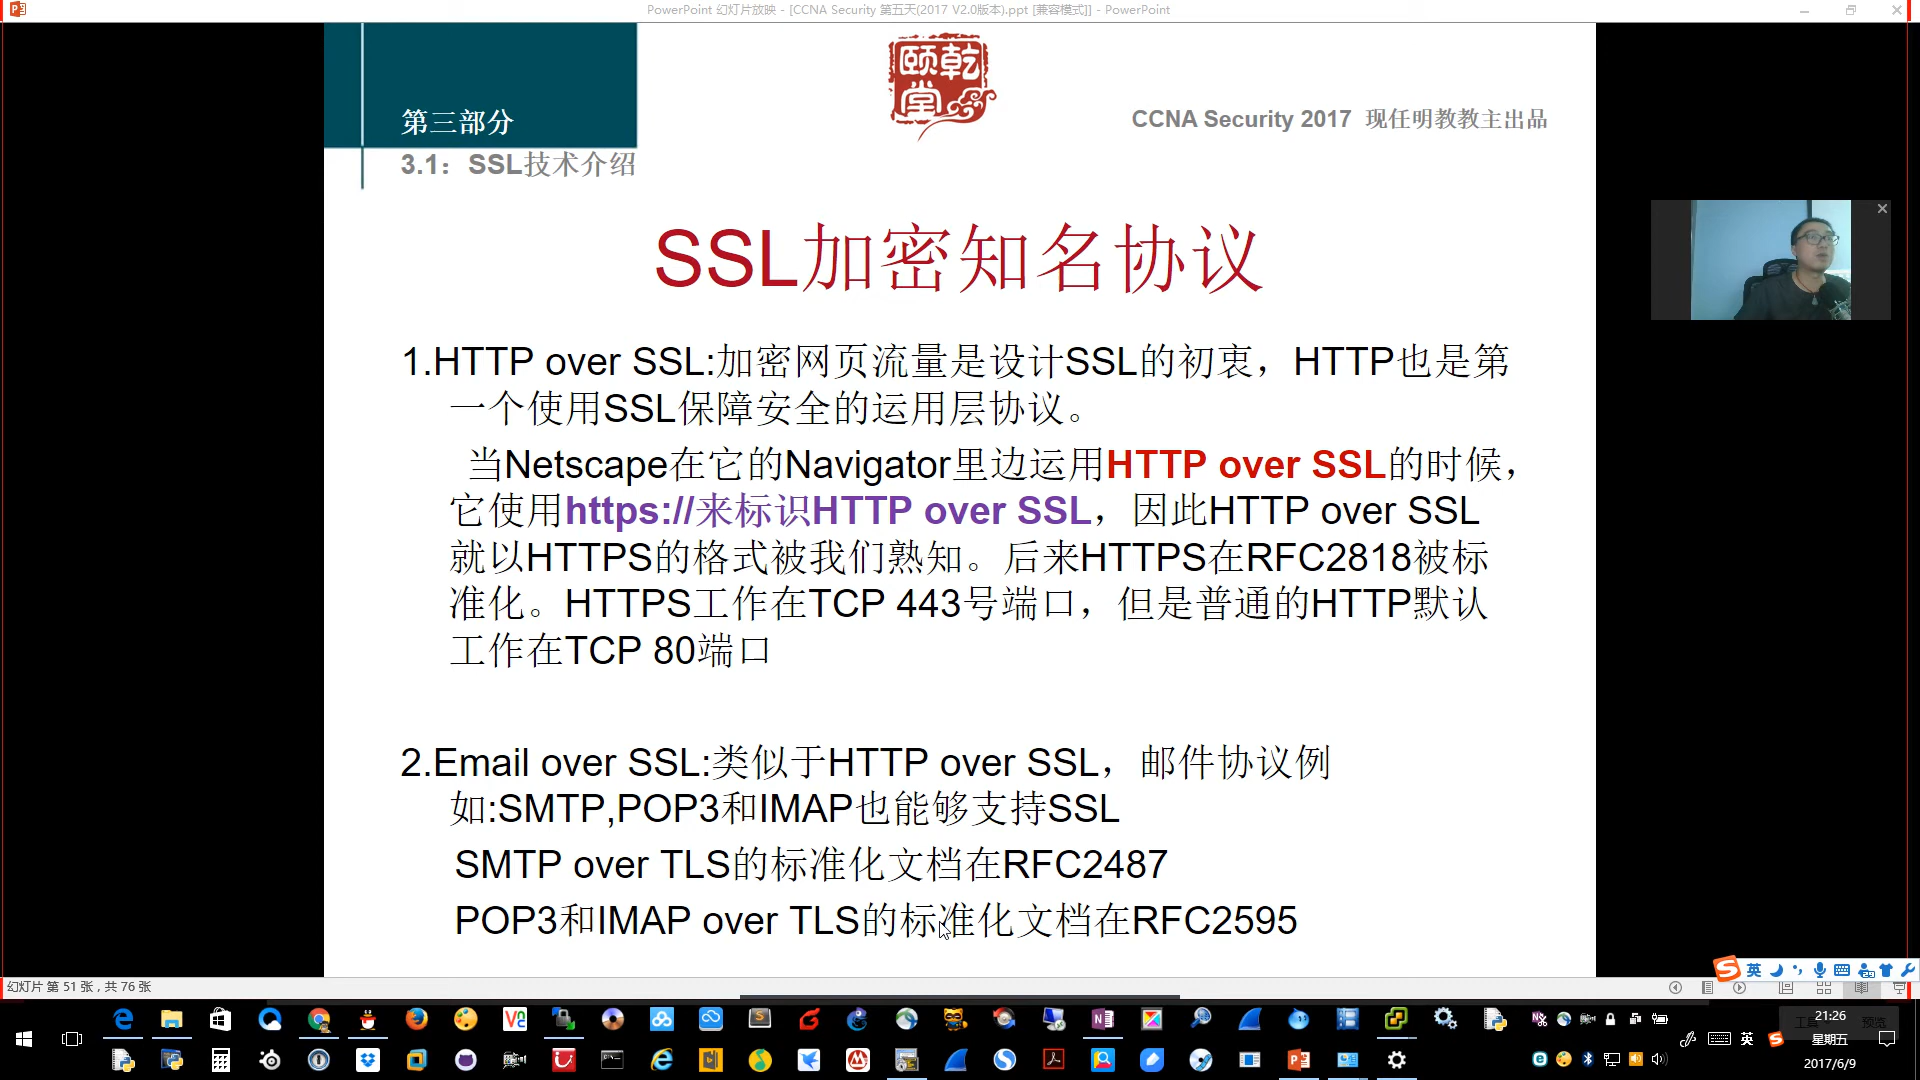 PowerPoint 幻灯片放映 - [CCNA Security 第五天(2017 V2.0版本).ppt [兼容模式]] - PowerPoint
颐乾堂
第三部分
CCNA Security 2017 现任明教教主出品
3.1：SSL技术介绍
SSL加密知名协议
1.HTTP over SSL:加密网页流量是设计SSL的初衷，HTTP也是第
一个使用SSL保障安全的运用层协议。
当Netscape在它的Navigator里边运用HTTP over SSL的时候，
它使用https://来标识HTTP over SSL，因此HTTP over SSL
就以HTTPS的格式被我们熟知。后来HTTPS在RFC2818被标
准化。HTTPS工作在TCP 443号端口，但是普通的HTTP默认
工作在TCP 80端口
2.Email over SSL:类似于HTTP over SSL，邮件协议例
如:SMTP,POP3和IMAP也能够支持SSL
SMTP over TLS的标准化文档在RFC2487
POP3和IMAP over TLS的标准化文档在RFC2595
英
幻灯片 第 51 张，共 76 张
工具
预览
21:26
英
星期五
2017/6/9